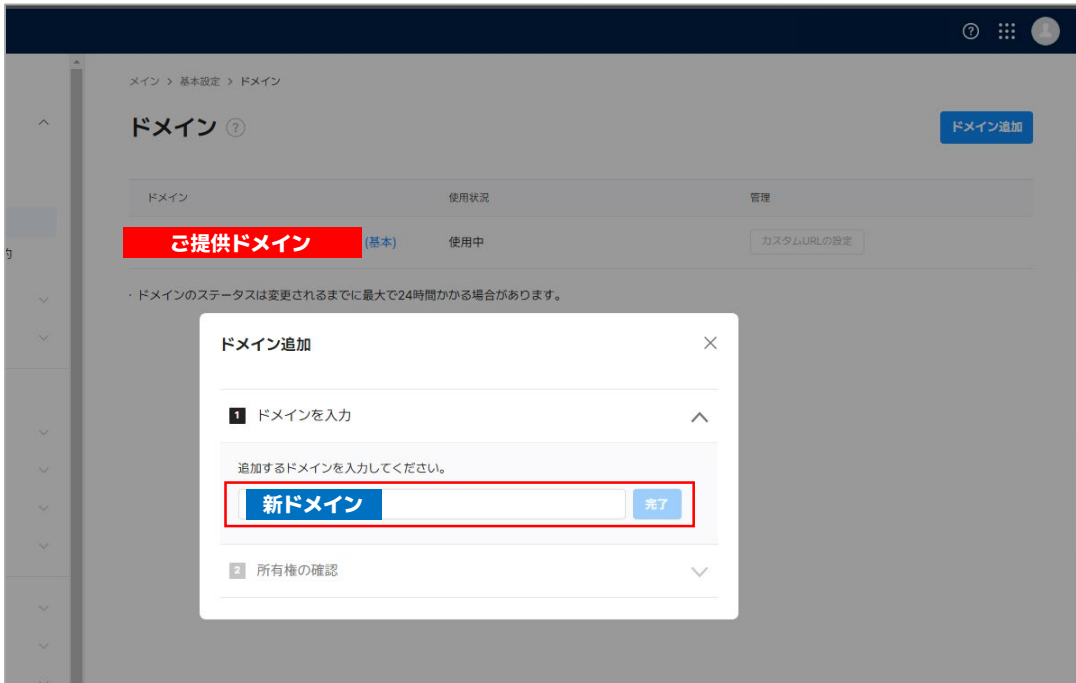 メイン > 基本設定 > ドメイン
ドメイン ?
ドメイン追加
ドメイン 使用状況 管理
ご提供ドメイン (基本) 使用中 カスタムURLの設定
・ドメインのステータスは変更されるまでに最大で24時間かかる場合があります。
ドメイン追加
1 ドメインを入力
追加するドメインを入力してください。
新ドメイン 完了
2 所有権の確認